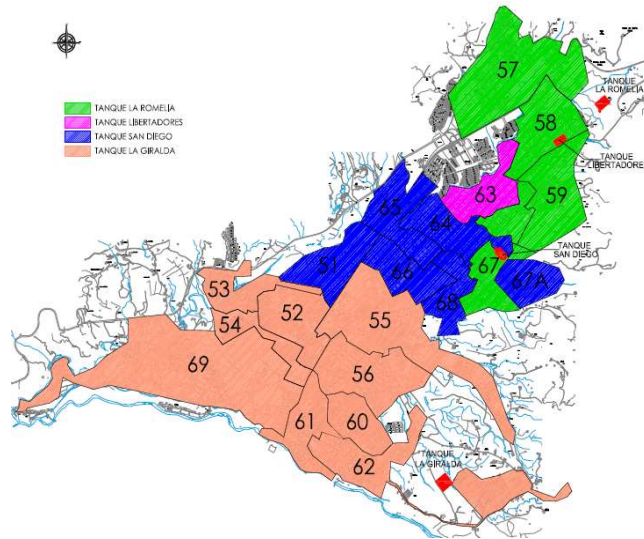 TANQUE LA ROMELIA
TANQUE LIBERTADORES
TANQUE SAN DIEGO
TANQUE LA GIRALDA
57
TANQUE
LA ROMELIA
58
TANQUE
LIBERTADORE
63
59
65
64
TANQUE
SAN DIEGO
67
67A
51
66
68
53
52
55
54
69
56
61
60
62
TANQUE
LA GIRALDA